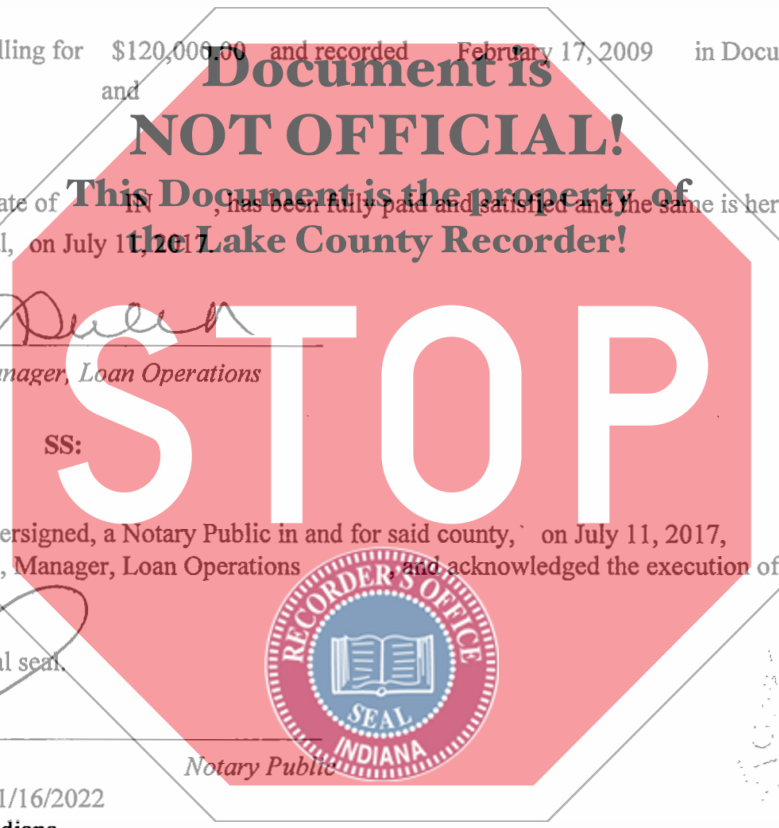 lling for $120,000.00 and recorded February 17, 2009 in Docu
Document is
and
NOT OFFICIAL!
This Document is the property of
ate of IN , has been fully paid and satisfied and the same is her
the Lake County Recorder!
l, on July 11, 2017.
anager, Loan Operations
STOP
SS:
ersigned, a Notary Public in and for said county, on July 11, 2017,
, Manager, Loan Operations , and acknowledged the execution of
RECORDER'S OFFICE
al seal.
SEAL
INDIANA
Notary Public
1/16/2022